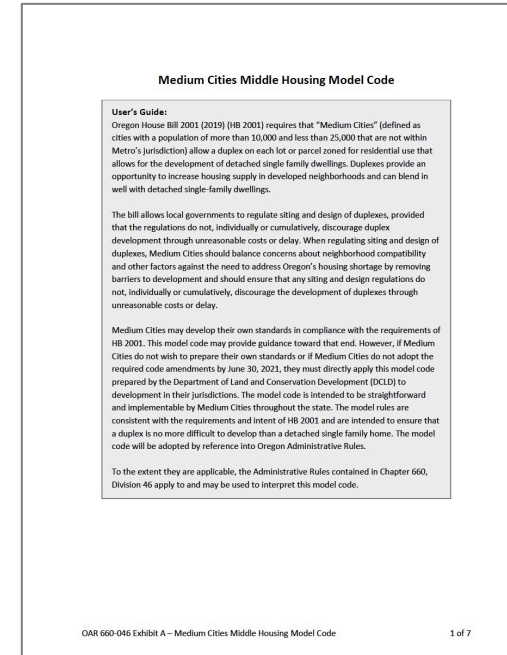 Medium Cities Middle Housing Model Code
User's Guide:
Oregon House Bill 2001 (2019) (HB 2001) requires that "Medium Cities" (defined as
cities with a population of more than 10,000 and less than 25,000 that are not within
Metro's jurisdiction) allow a duplex on each lot or parcel zoned for residential use that
allows for the development of detached single family dwellings. Duplexes provide an
opportunity to increase housing supply in developed neighborhoods and can blend in
well with detached single-family dwellings.
The bill allows local governments to regulate siting and design of duplexes, provided
that the regulations do not, individually or cumulatively, discourage duplex
development through unreasonable costs or delay. When regulating siting and design of
duplexes, Medium Cities should balance concerns about neighborhood compatibility
and other factors against the need to address Oregon's housing shortage by removing
barriers to development and should ensure that any siting and design regulations do
not, individually or cumulatively, discourage the development of duplexes through
unreasonable costs or delay.
Medium Cities may develop their own standards in compliance with the requirements of
HB 2001. This model code may provide guidance toward that end. However, if Medium
Cities do not wish to prepare their own standards or if Medium Cities do not adopt the
required code amendments by June 30, 2021, they must directly apply this model code
prepared by the Department of Land and Conservation Development (DCLD) to
development in their jurisdictions. The model code is intended to be straightforward
and implementable by Medium Cities throughout the state. The model rules are
consistent with the requirements and intent of HB 2001 and are intended to ensure that
a duplex is no more difficult to develop than a detached single family home. The model
code will be adopted by reference into Oregon Administrative Rules.
To the extent they are applicable, the Administrative Rules contained in Chapter 660,
Division 46 apply to and may be used to interpret this model code.
OAR 660-046 Exhibit A – Medium Cities Middle Housing Model Code 1 of 7